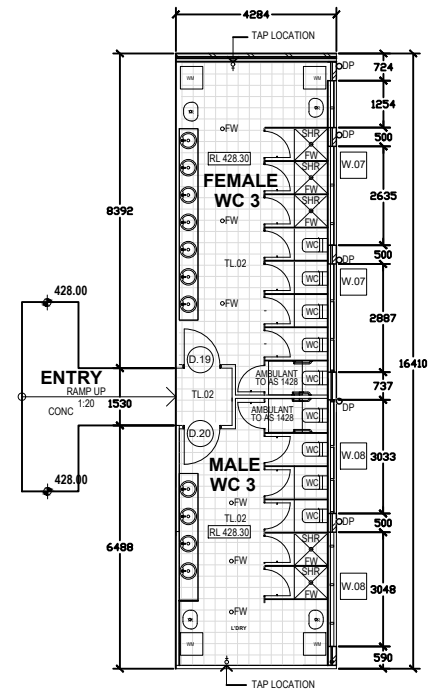 4284
TAP LOCATION
DP
724
WM
WM
1254
FW
DP
500
SHR
FW
RL 428.30
SHR
FW
W.07
FEMALE
WC 3
8392
2635
SHR
FW
FW
WC
500
TL.02
WC
W.07
428.00
FW
WC
2887
WC
16410
D.19
ENTRY
RAMP UP
1:20
CONC
1530
TL.02
AMBULANT
TO AS 1428
WC
737
AMBULANT
TO AS 1428
WC
DP
D.20
MALE
WC 3
WC
W.08
3033
428.00
WC
FW
TL.02
WC
DP
500
RL 428.30
SHR
FW
6488
FW
SHR
FW
W.08
3048
FW
L'DRY
WM
WM
590
TAP LOCATION